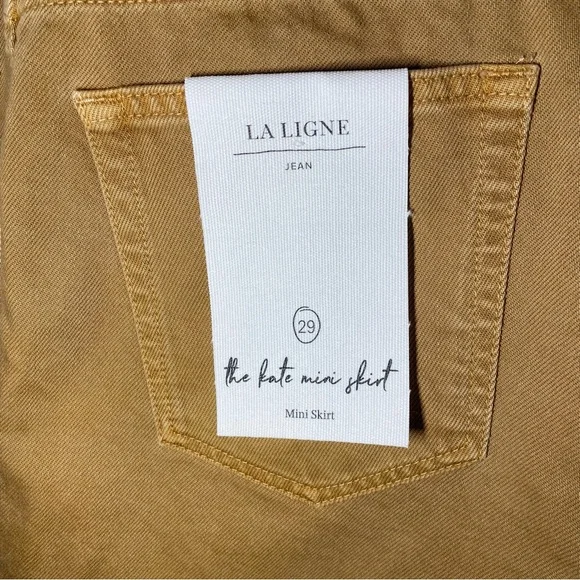 LA LIGNE
JEAN
29
the kate mini skirt
Mini Skirt